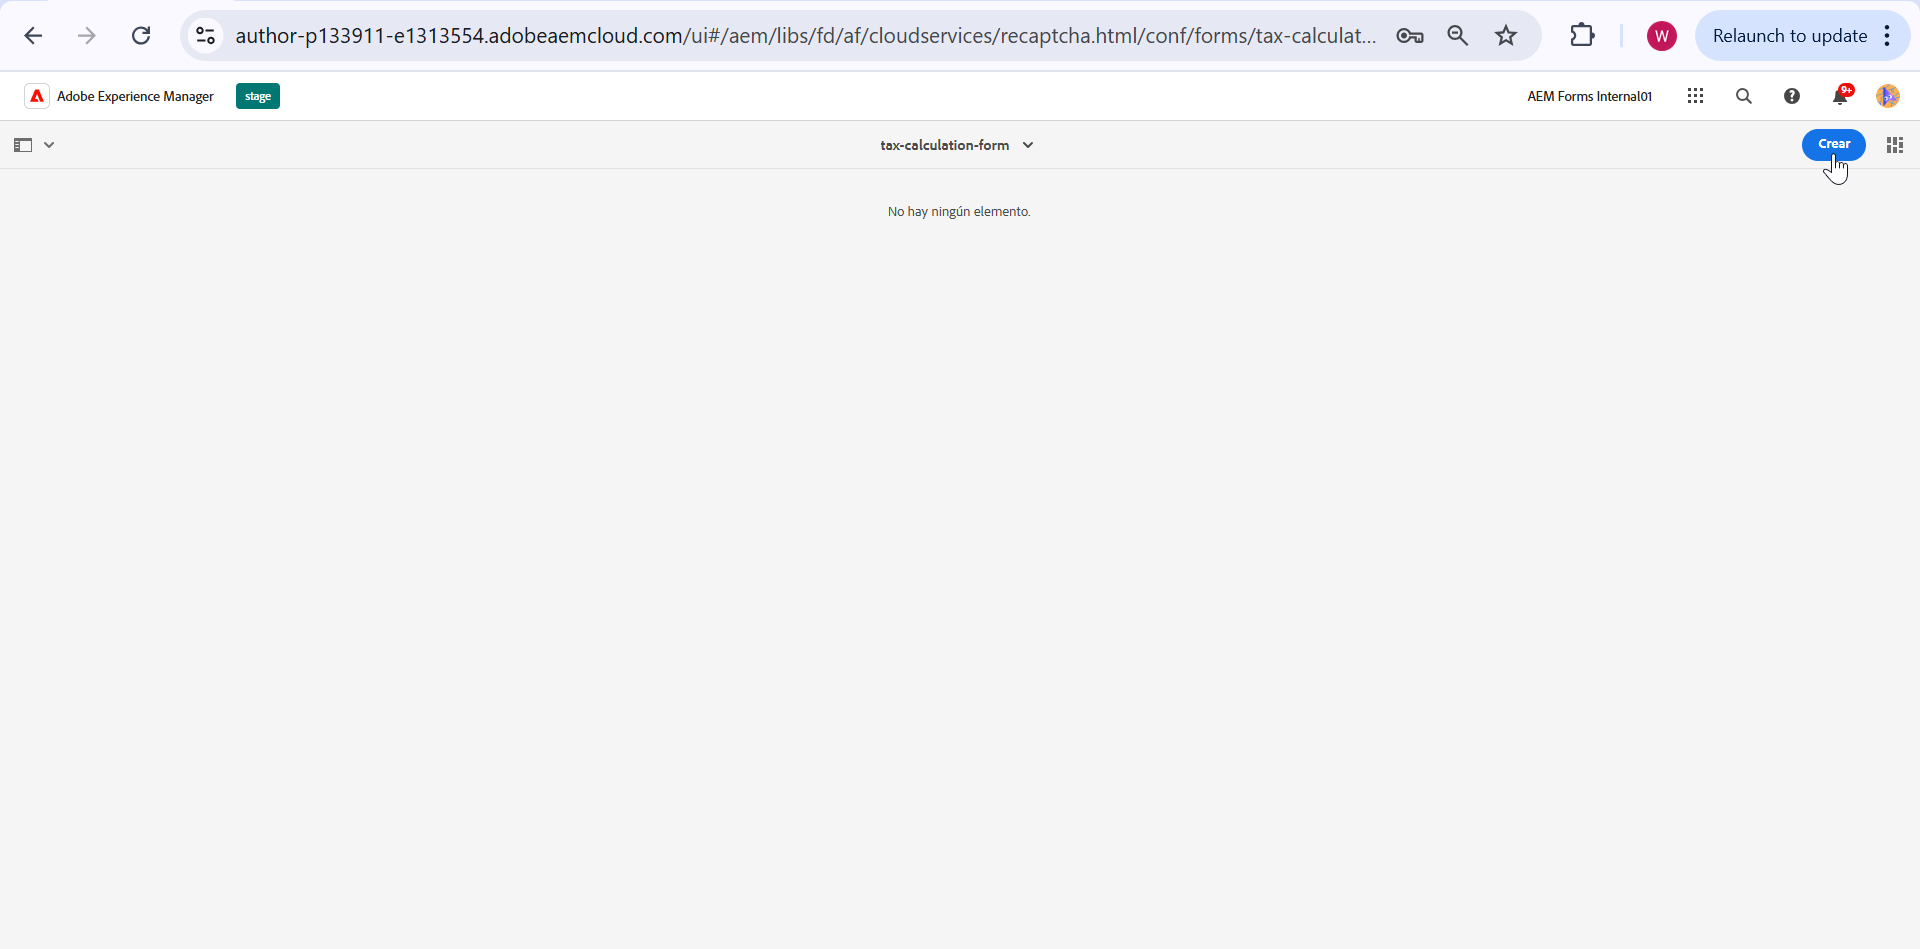 author-p133911-e1313554.adobeaemcloud.com/ui#/aem/libs/fd/af/cloudservices/recaptcha.html/conf/forms/tax-calculat...
W
Relaunch to update
Adobe Experience Manager
stage
AEM Forms Internal01
9+
tax-calculation-form
Crear
No hay ningún elemento.